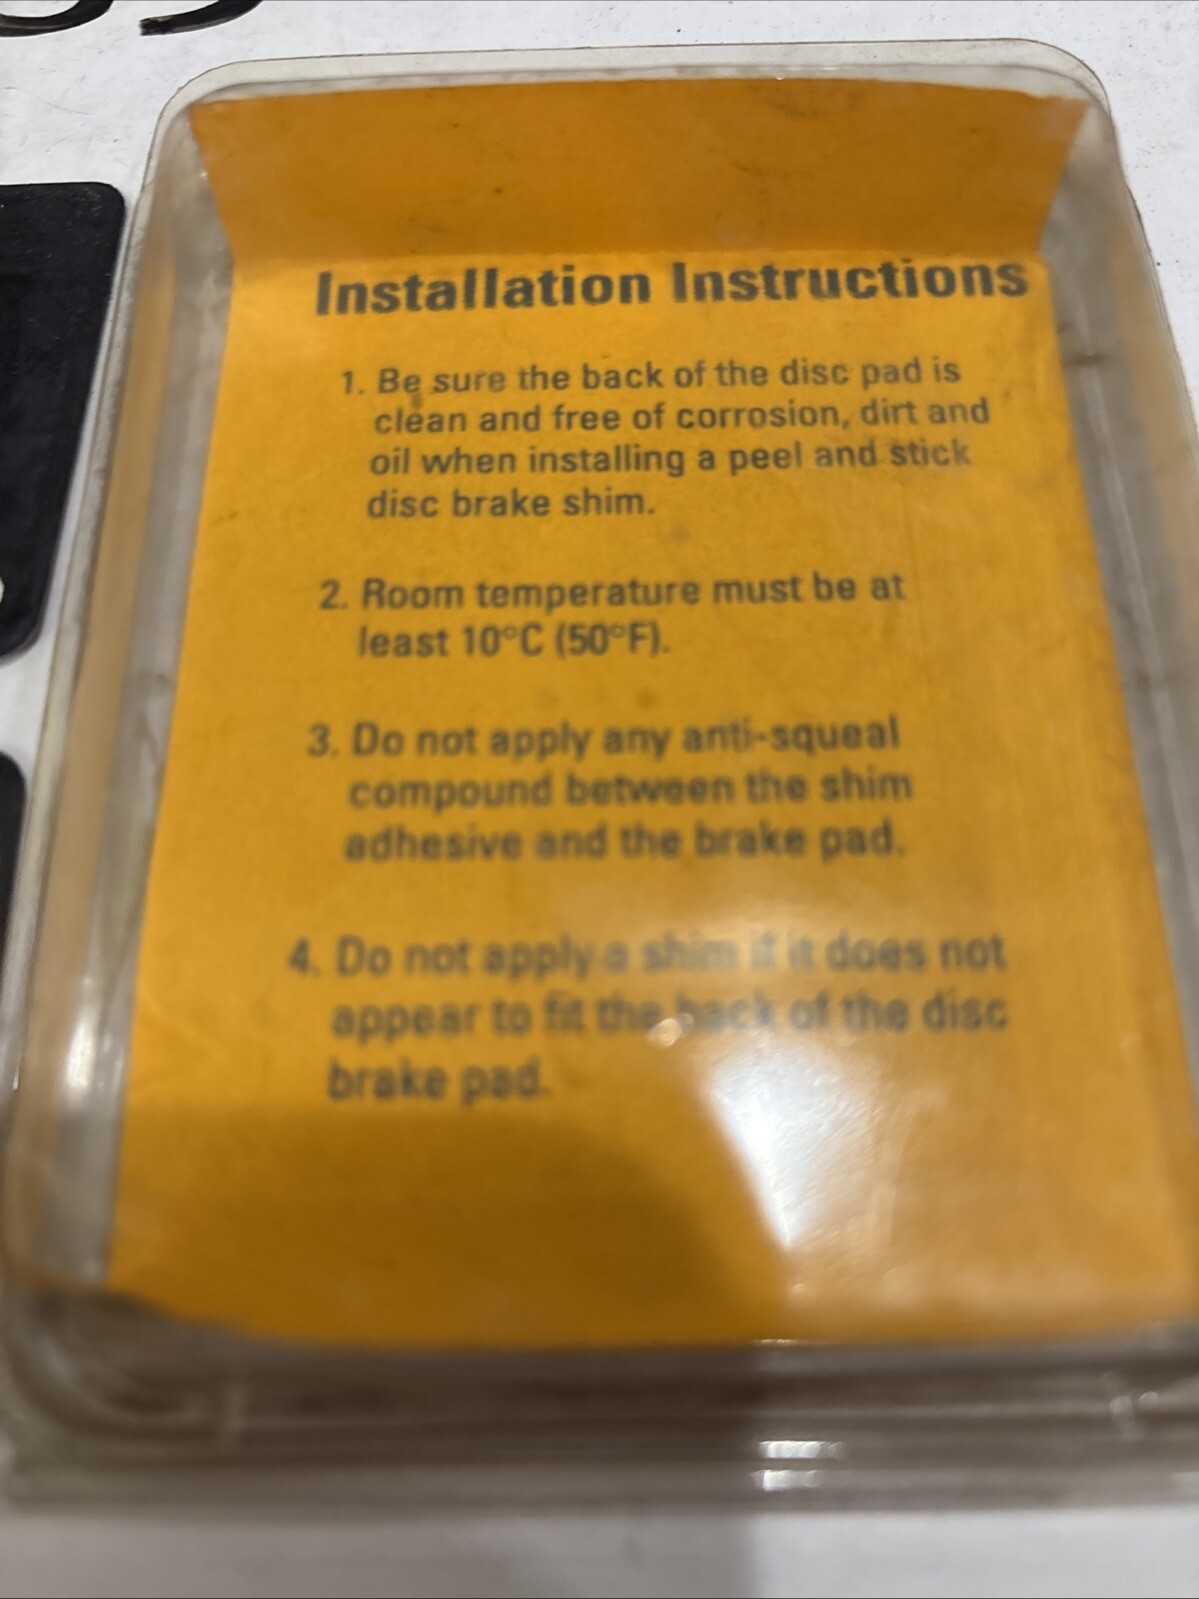 Installation Instructions
1. Be sure the back of the disc pad is
clean and free of corrosion, dirt and
oil when installing a peel and stick
disc brake shim.
2. Room temperature must be at
least 10°C (50°F).
3. Do not apply any anti-squeal
compound between the shim
adhesive and the brake pad.
4. Do not apply a shim if it does not
appear to fit the back of the disc
brake pad.